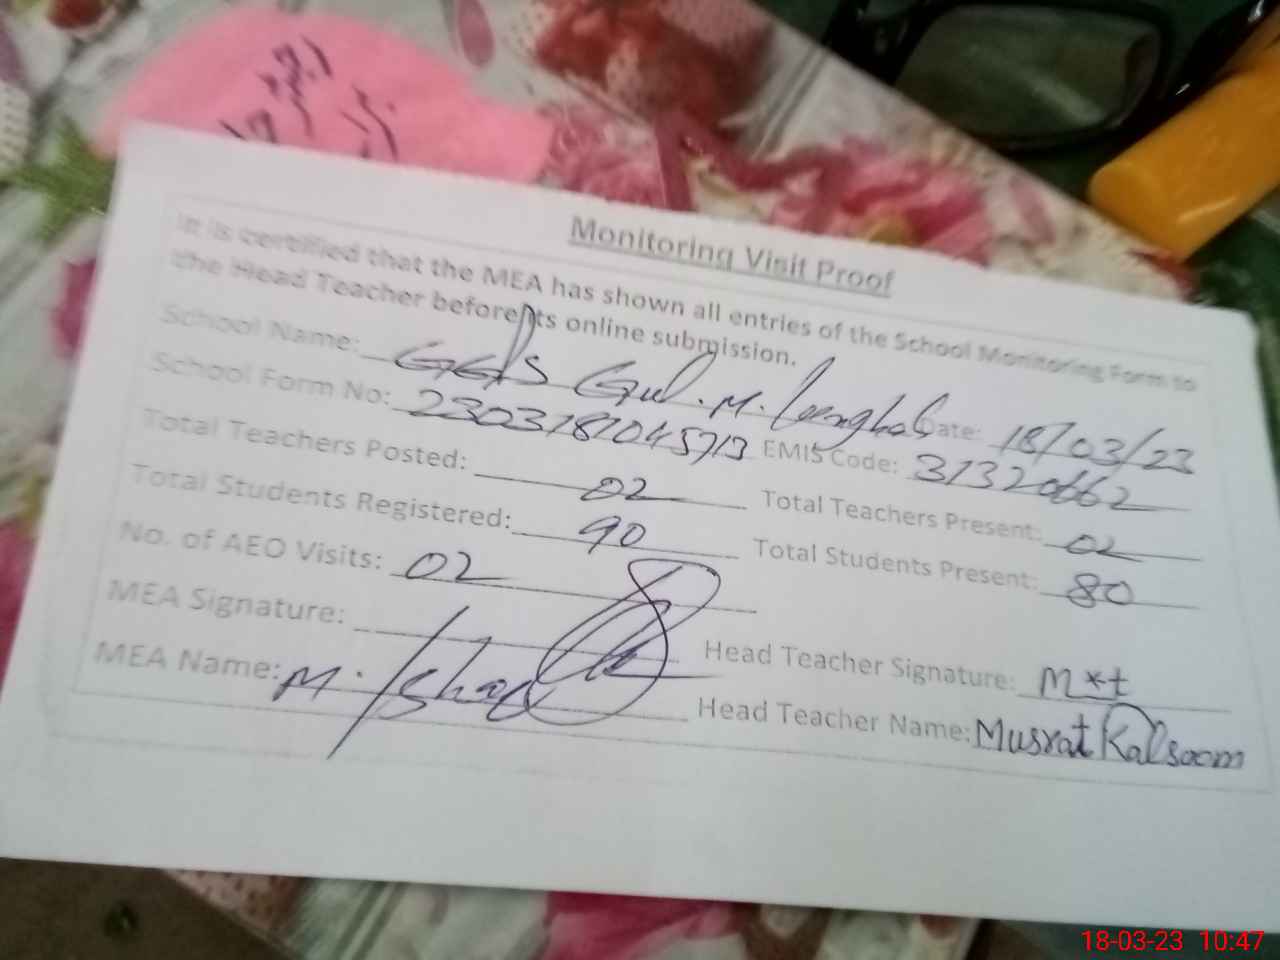 Monitoring Visit Proof
It is certified that the MEA has shown all entries of the School Monitoring Form to
the Head Teacher before its online submission.
School Name: GGPS Gul. M. Date: 18/03/23
School Form No: EMIS Code: 31320662
Total Teachers Posted: 02 Total Teachers Present: 02
Total Students Registered: 90 Total Students Present: 80
No. of AEO Visits: 02
MEA Signature: Head Teacher Signature: M*t
MEA Name: M. Ishaq Head Teacher Name: Musrat Kalsoom
18-03-23 10:47